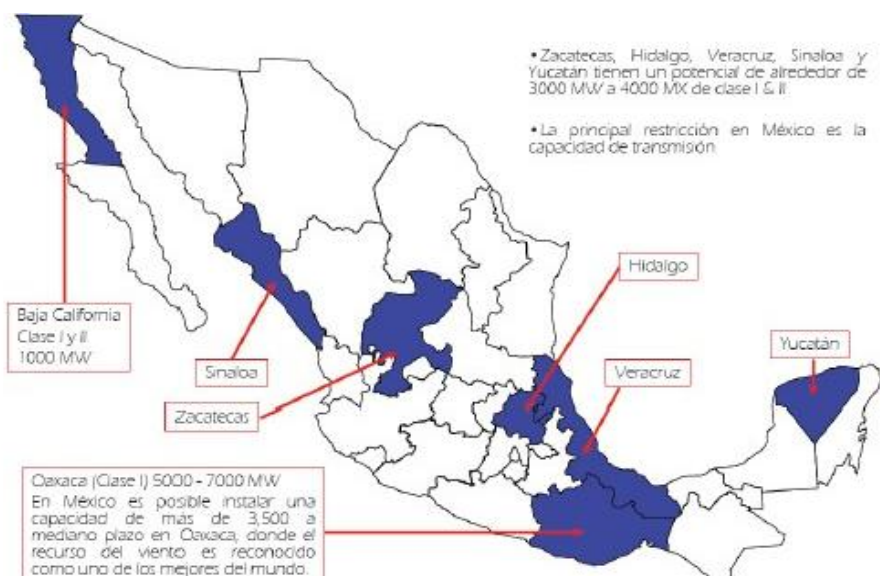 •Zacatecas, Hidalgo, Veracruz, Sinaloa y
Yucatán tienen un potencial de alrededor de
3000 MW a 4000 MX de clase I & II
•La principal restricción en México es la
capacidad de transmisión
Hidalgo
Baja California
Clase I y II
1000 MW
Yucatán
Sinaloa
Veracruz
Zacatecas
Oaxaca (Clase I) 5000 - 7000 MW
En México es posible instalar una
capacidad de más de 3,500 a
mediano plazo en Oaxaca, donde el
recurso del viento es reconocido
como uno de los mejores del mundo.